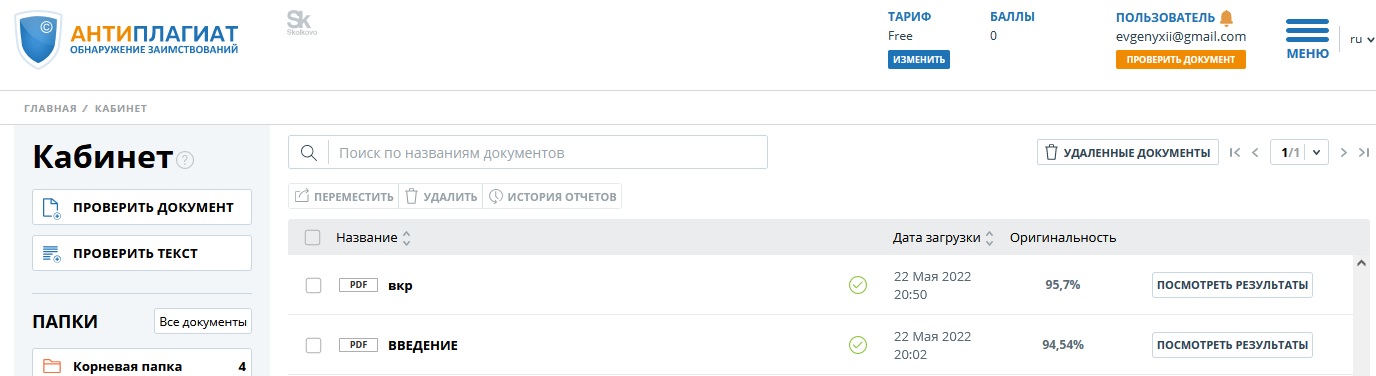 ©
АНТИПЛАГИАТ
ОБНАРУЖЕНИЕ ЗАИМСТВОВАНИЙ
Sk
Skolkovo
ТАРИФ
Free
ИЗМЕНИТЬ
БАЛЛЫ
0
ПОЛЬЗОВАТЕЛЬ
evgenyxii@gmail.com
ПРОВЕРИТЬ ДОКУМЕНТ
МЕНЮ
ru
ГЛАВНАЯ / КАБИНЕТ
Кабинет ?
ПРОВЕРИТЬ ДОКУМЕНТ
ПРОВЕРИТЬ ТЕКСТ
ПАПКИ Все документы
Корневая папка 4
Поиск по названиям документов
УДАЛЕННЫЕ ДОКУМЕНТЫ 1/1
ПЕРЕМЕСТИТЬ УДАЛИТЬ ИСТОРИЯ ОТЧЕТОВ
Название Дата загрузки Оригинальность
PDF вкр 22 Мая 2022 95,7% ПОСМОТРЕТЬ РЕЗУЛЬТАТЫ
20:50
PDF ВВЕДЕНИЕ 22 Мая 2022 94,54% ПОСМОТРЕТЬ РЕЗУЛЬТАТЫ
20:02